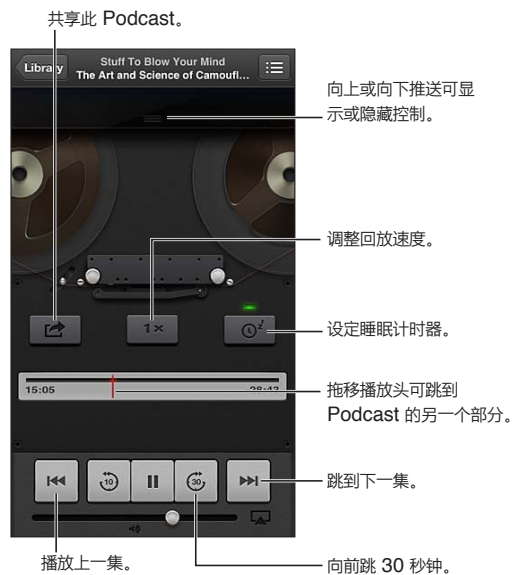 共享此 Podcast。
Library
Stuff To Blow Your Mind
The Art and Science of Camoufl...
向上或向下推送可显
示或隐藏控制。
调整回放速度。
1×
z
设定睡眠计时器。
15:05
28:43
拖移播放头可跳到
Podcast 的另一个部分。
10
30
跳到下一集。
播放上一集。
向前跳 30 秒钟。